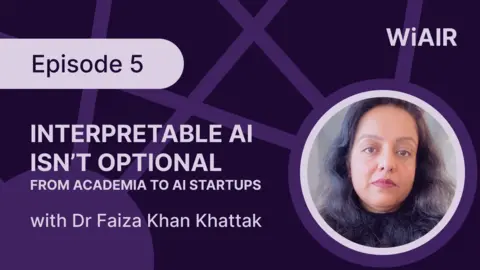 WiAIR
Episode 5
INTERPRETABLE AI
ISN'T OPTIONAL
FROM ACADEMIA TO AI STARTUPS
with Dr Faiza Khan Khattak